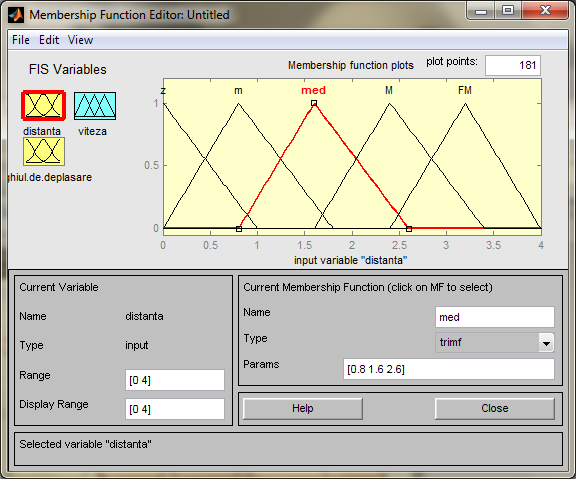 Membership Function Editor: Untitled
File Edit View
FIS Variables
Membership function plots
plot points:
181
distanta
viteza
ghiul.de.deplasare
z m med M FM
1
0.5
0
0 0.5 1 1.5 2 2.5 3 3.5 4
input variable "distanta"
Current Variable
Name distanta
Type input
Range [0 4]
Display Range [0 4]
Current Membership Function (click on MF to select)
Name med
Type trimf
Params [0.8 1.6 2.6]
Help Close
Selected variable "distanta"